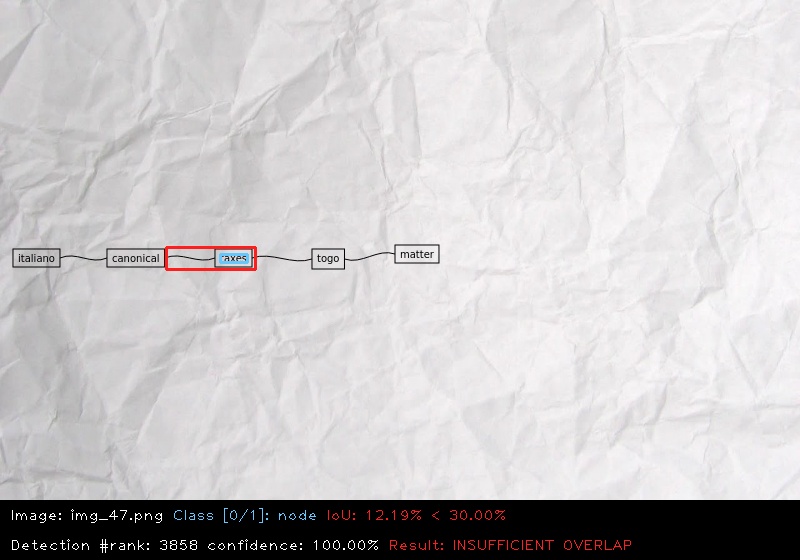 italiano canonical taxes togo matter
Image: img_47.png Class [0/1]: node IoU: 12.19% < 30.00%
Detection #rank: 3858 confidence: 100.00% Result: INSUFFICIENT OVERLAP